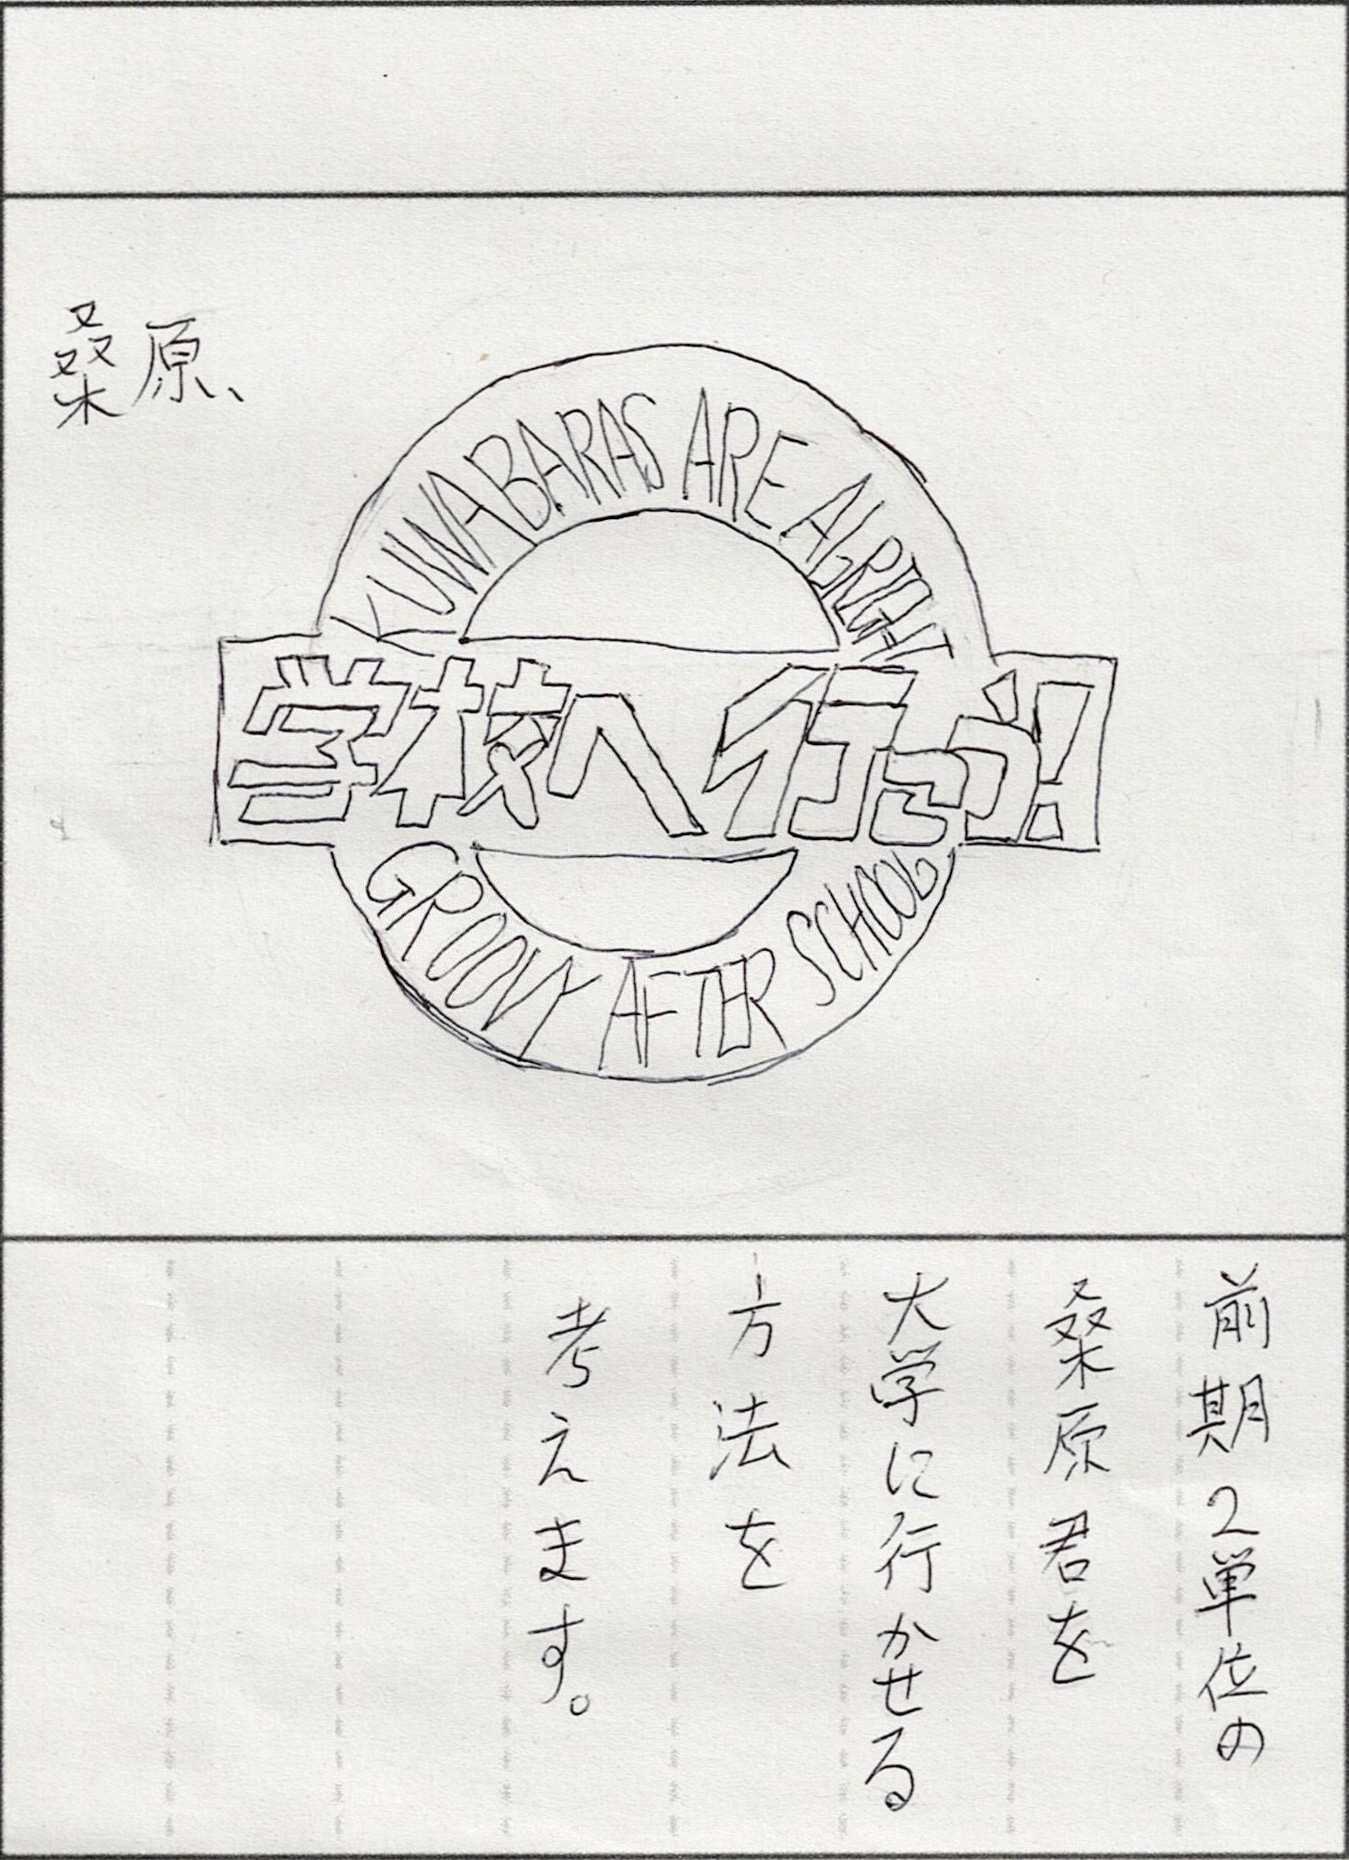 桑原、
KUWABARAS ARE ALRIGHT
学校へ行こう!
GROOVY AFTER SCHOOL
前期2単位の
桑原君を
大学に行かせる
方法を
考えます。